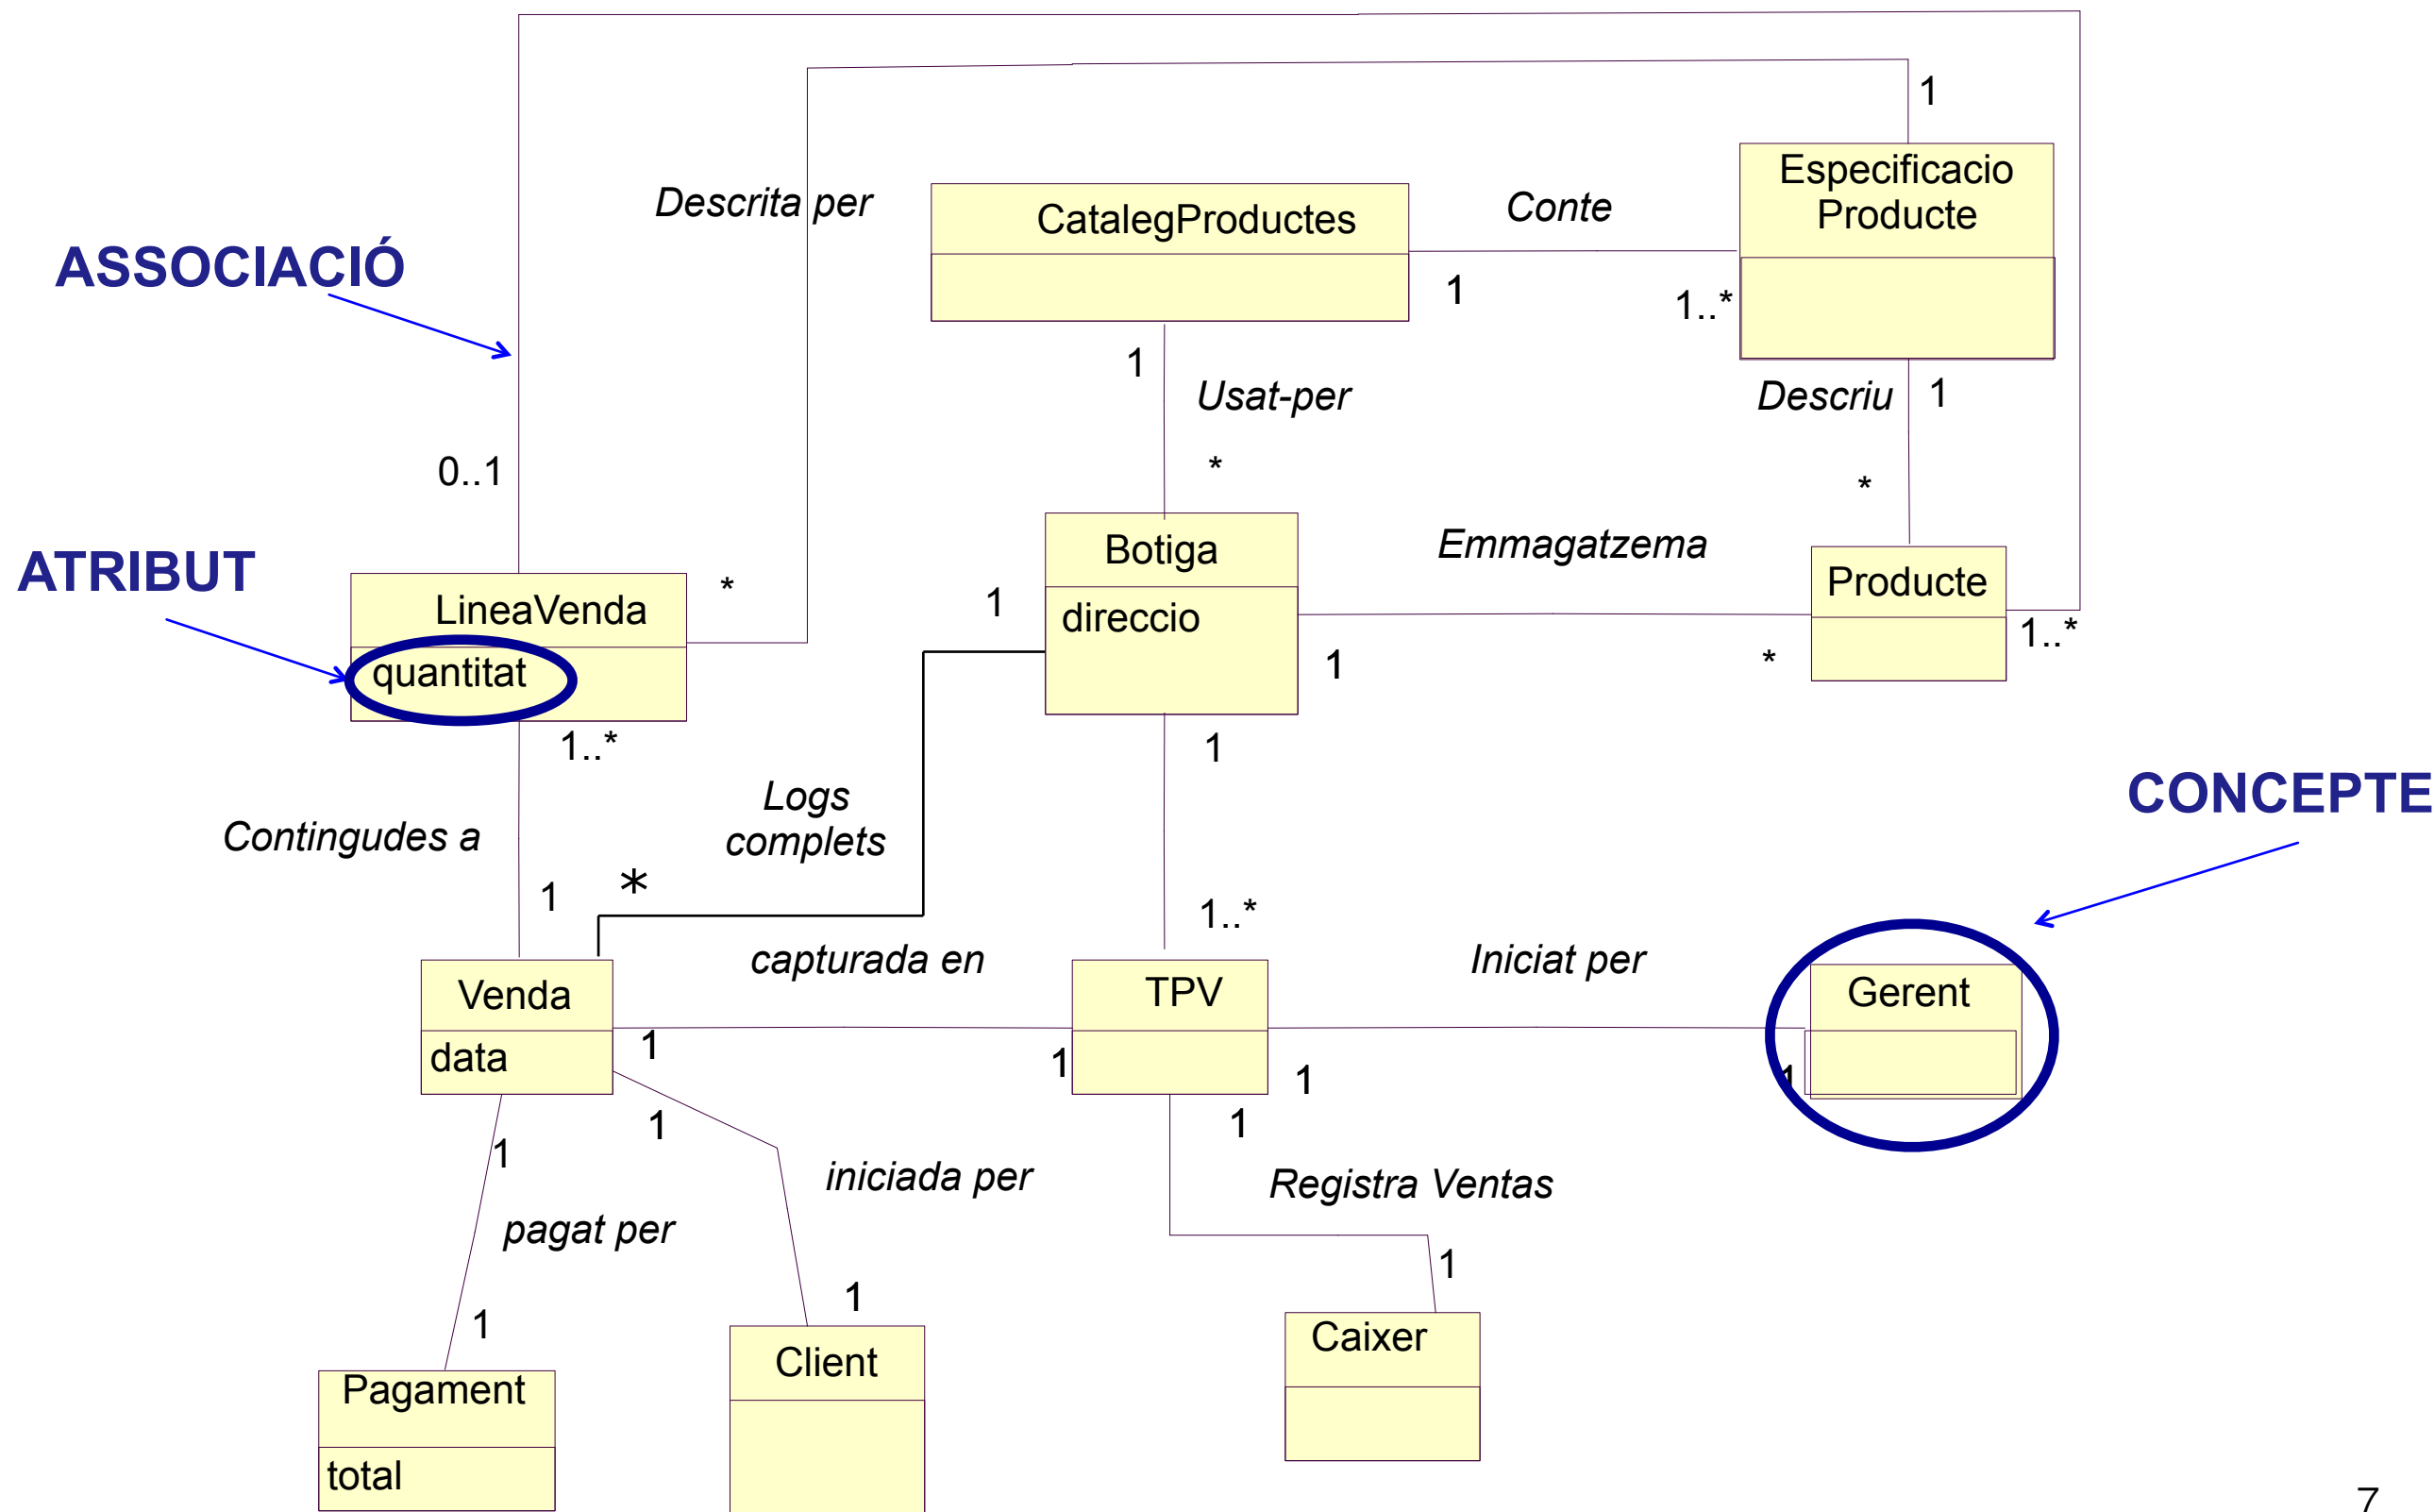 1
Especificacio
Producte
Descrita per
CatalegProductes
Conte
ASSOCIACIÓ
1
1..*
1
Usat-per
Descriu
1
0..1
*
*
ATRIBUT
Botiga
Emmagatzema
Producte
LineaVenda
*
1
direccio
quantitat
1
*
1..*
1..*
1
Logs
complets
CONCEPTE
Contingudes a
1
*
1..*
capturada en
Iniciat per
Venda
TPV
Gerent
data
1
1
1
1
1
1
1
iniciada per
Registra Ventas
pagat per
1
1
1
Caixer
Client
Pagament
total
7